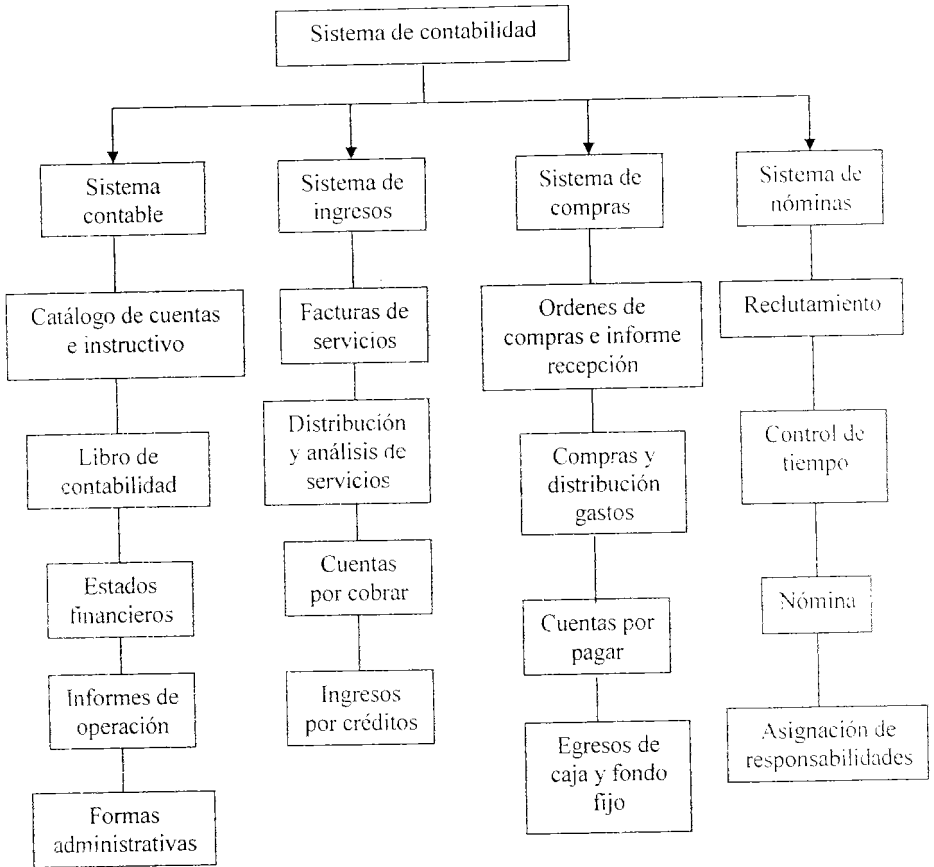 Sistema de contabilidad
Sistema
contable
Catálogo de cuentas
e instructivo
Libro de
contabilidad
Estados
financieros
Informes de
operación
Formas
administrativas
Sistema de
ingresos
Facturas de
servicios
Distribución
y análisis de
servicios
Cuentas
por cobrar
Ingresos
por créditos
Sistema de
compras
Ordenes de
compras e informe
recepción
Compras y
distribución
gastos
Cuentas por
pagar
Egresos de
caja y fondo
fijo
Sistema de
nóminas
Reclutamiento
Control de
tiempo
Nómina
Asignación de
responsabilidades